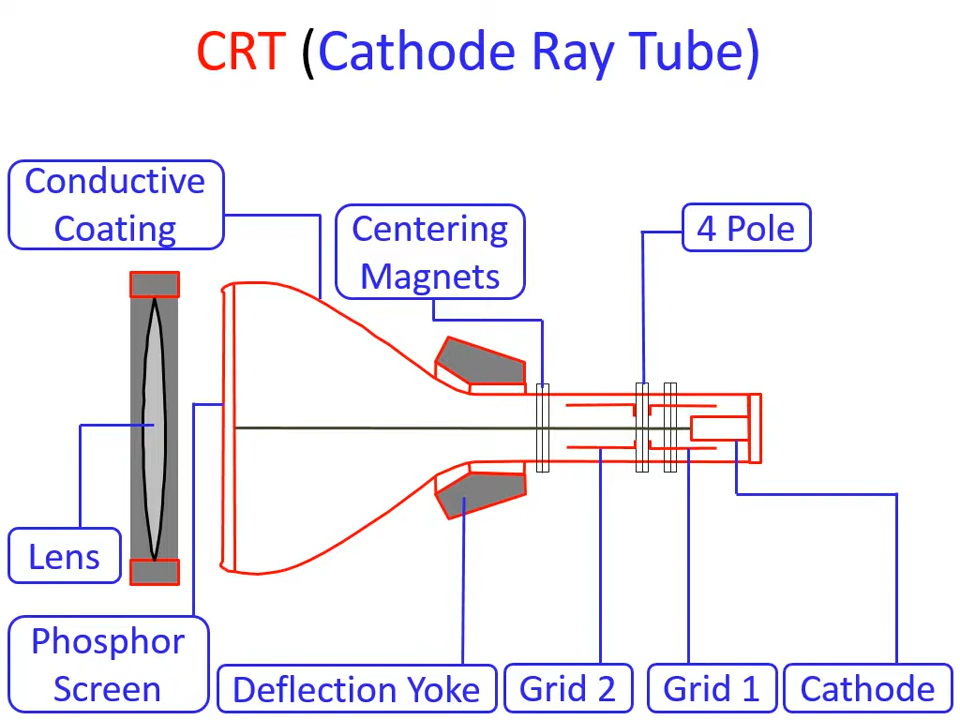 CRT (Cathode Ray Tube)
Conductive
Coating
Centering
Magnets
4 Pole
Lens
Phosphor
Screen
Deflection Yoke
Grid 2
Grid 1
Cathode